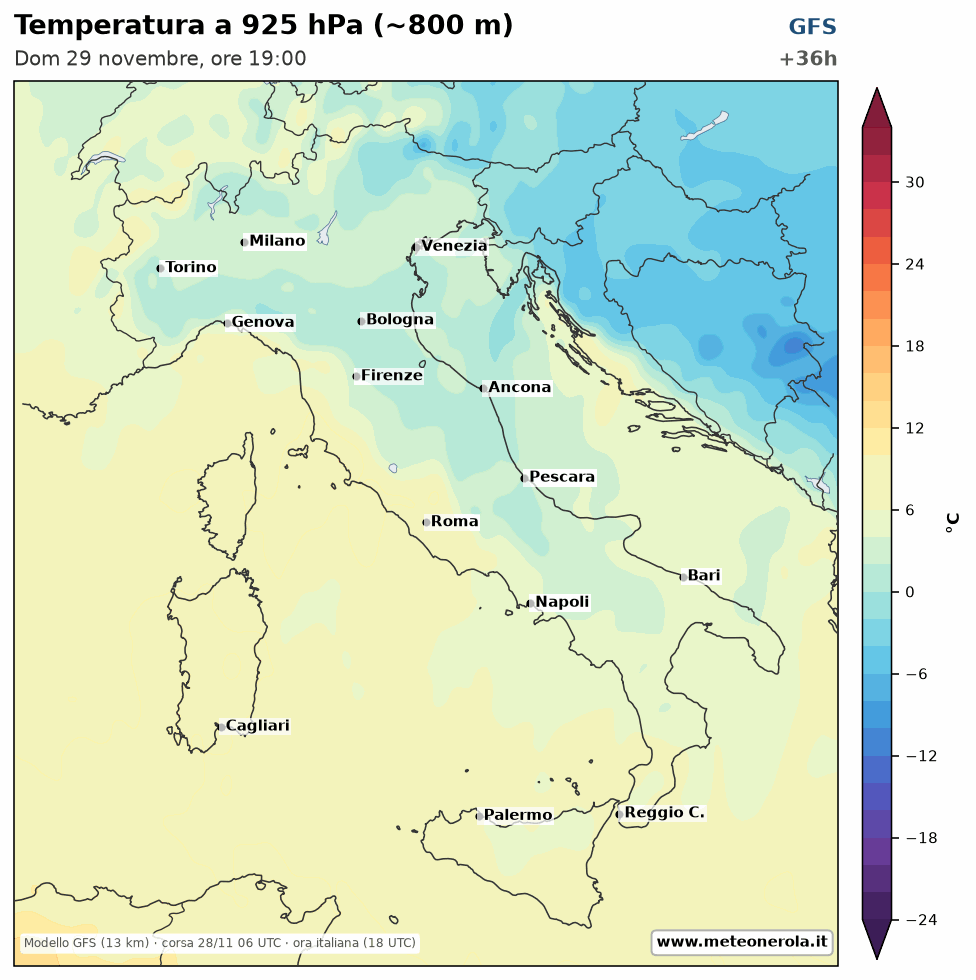 Temperatura a 925 hPa (~800 m)
GFS
Dom 29 novembre, ore 19:00
+36h
Milano
Venezia
Torino
Genova
Bologna
Firenze
Ancona
Pescara
Roma
Bari
Napoli
Cagliari
Palermo
Reggio C.
30
24
18
12
6
0
−6
−12
−18
−24
°C
Modello GFS (13 km) · corsa 28/11 06 UTC · ora italiana (18 UTC)
www.meteonerola.it